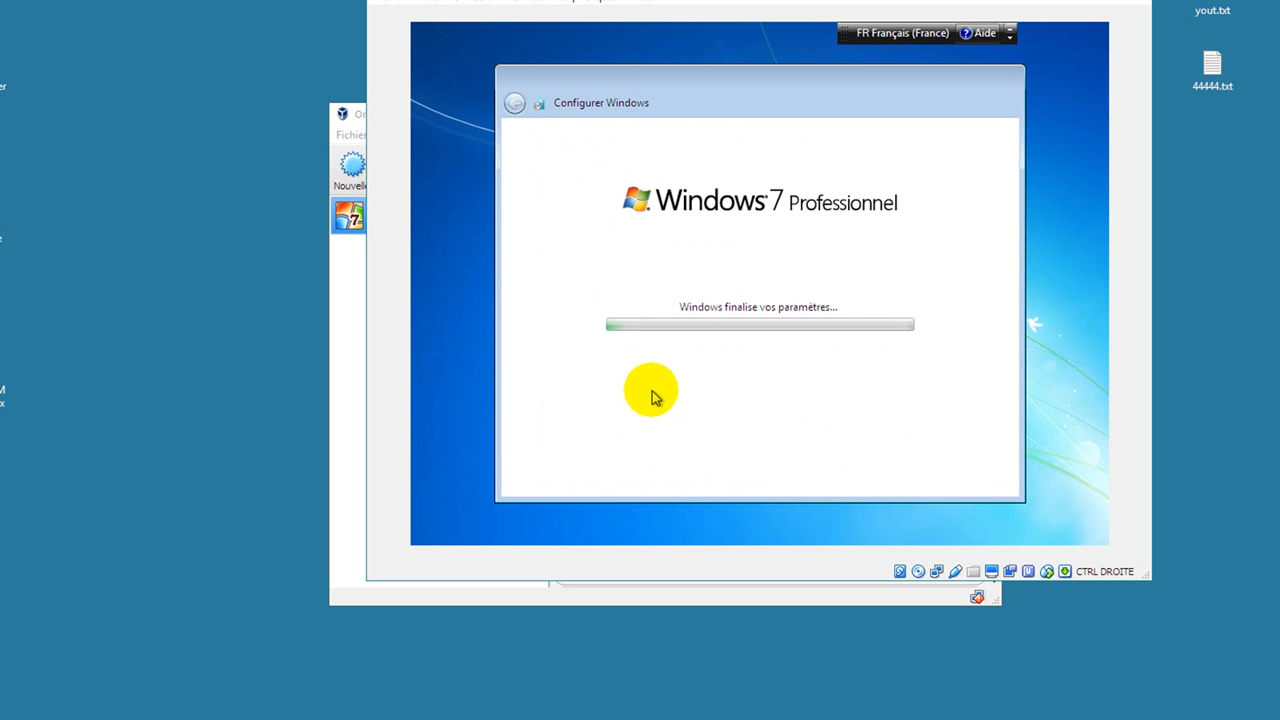 yout.txt
44444.txt
FR Français (France)
Aide
Configurer Windows
Fichier
Nouvelle
Windows 7 Professionnel
Windows finalise vos paramètres...
CTRL DROITE